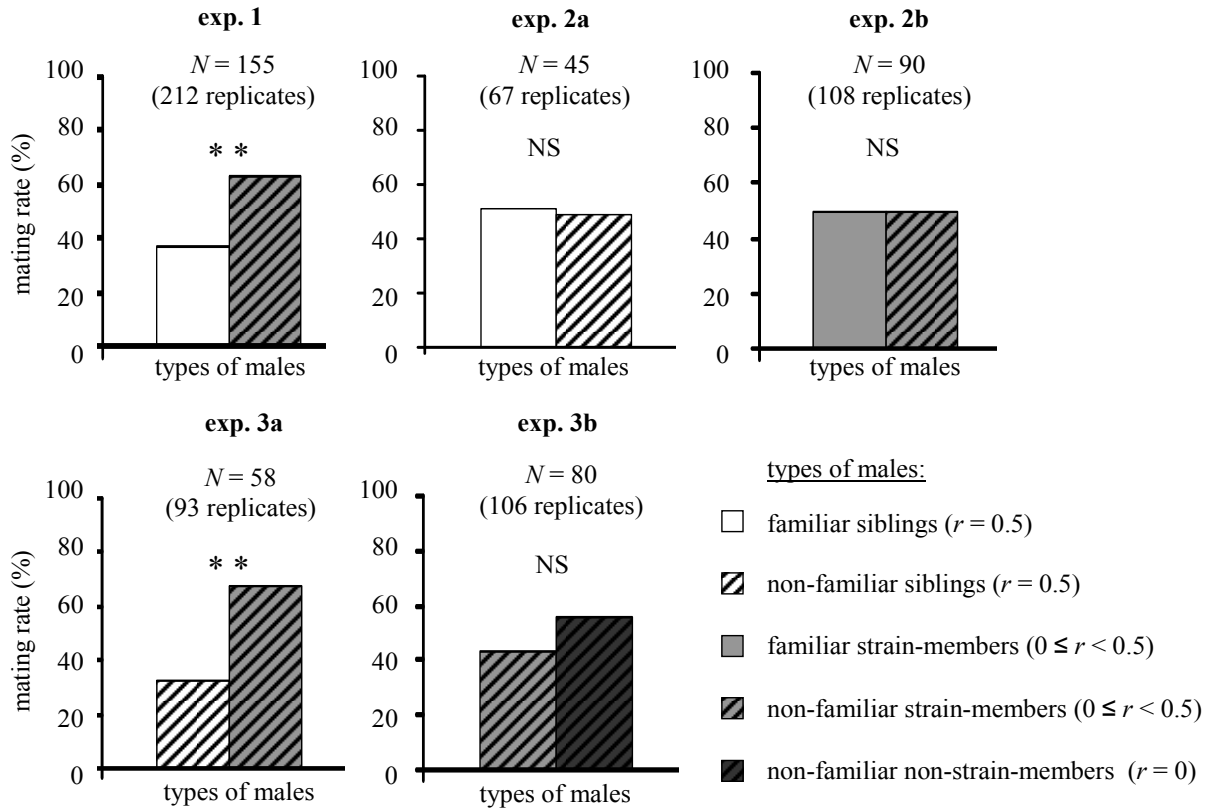 exp. 1
N = 155
(212 replicates)
100
80
60
40
20
0
* *
mating rate (%)
types of males
exp. 2a
N = 45
(67 replicates)
100
80
60
40
20
0
NS
types of males
exp. 2b
N = 90
(108 replicates)
100
80
60
40
20
0
NS
types of males
exp. 3a
N = 58
(93 replicates)
100
80
60
40
20
0
* *
mating rate (%)
types of males
exp. 3b
N = 80
(106 replicates)
100
80
60
40
20
0
NS
types of males
types of males:
familiar siblings (r = 0.5)
non-familiar siblings (r = 0.5)
familiar strain-members (0 ≤ r < 0.5)
non-familiar strain-members (0 ≤ r < 0.5)
non-familiar non-strain-members (r = 0)